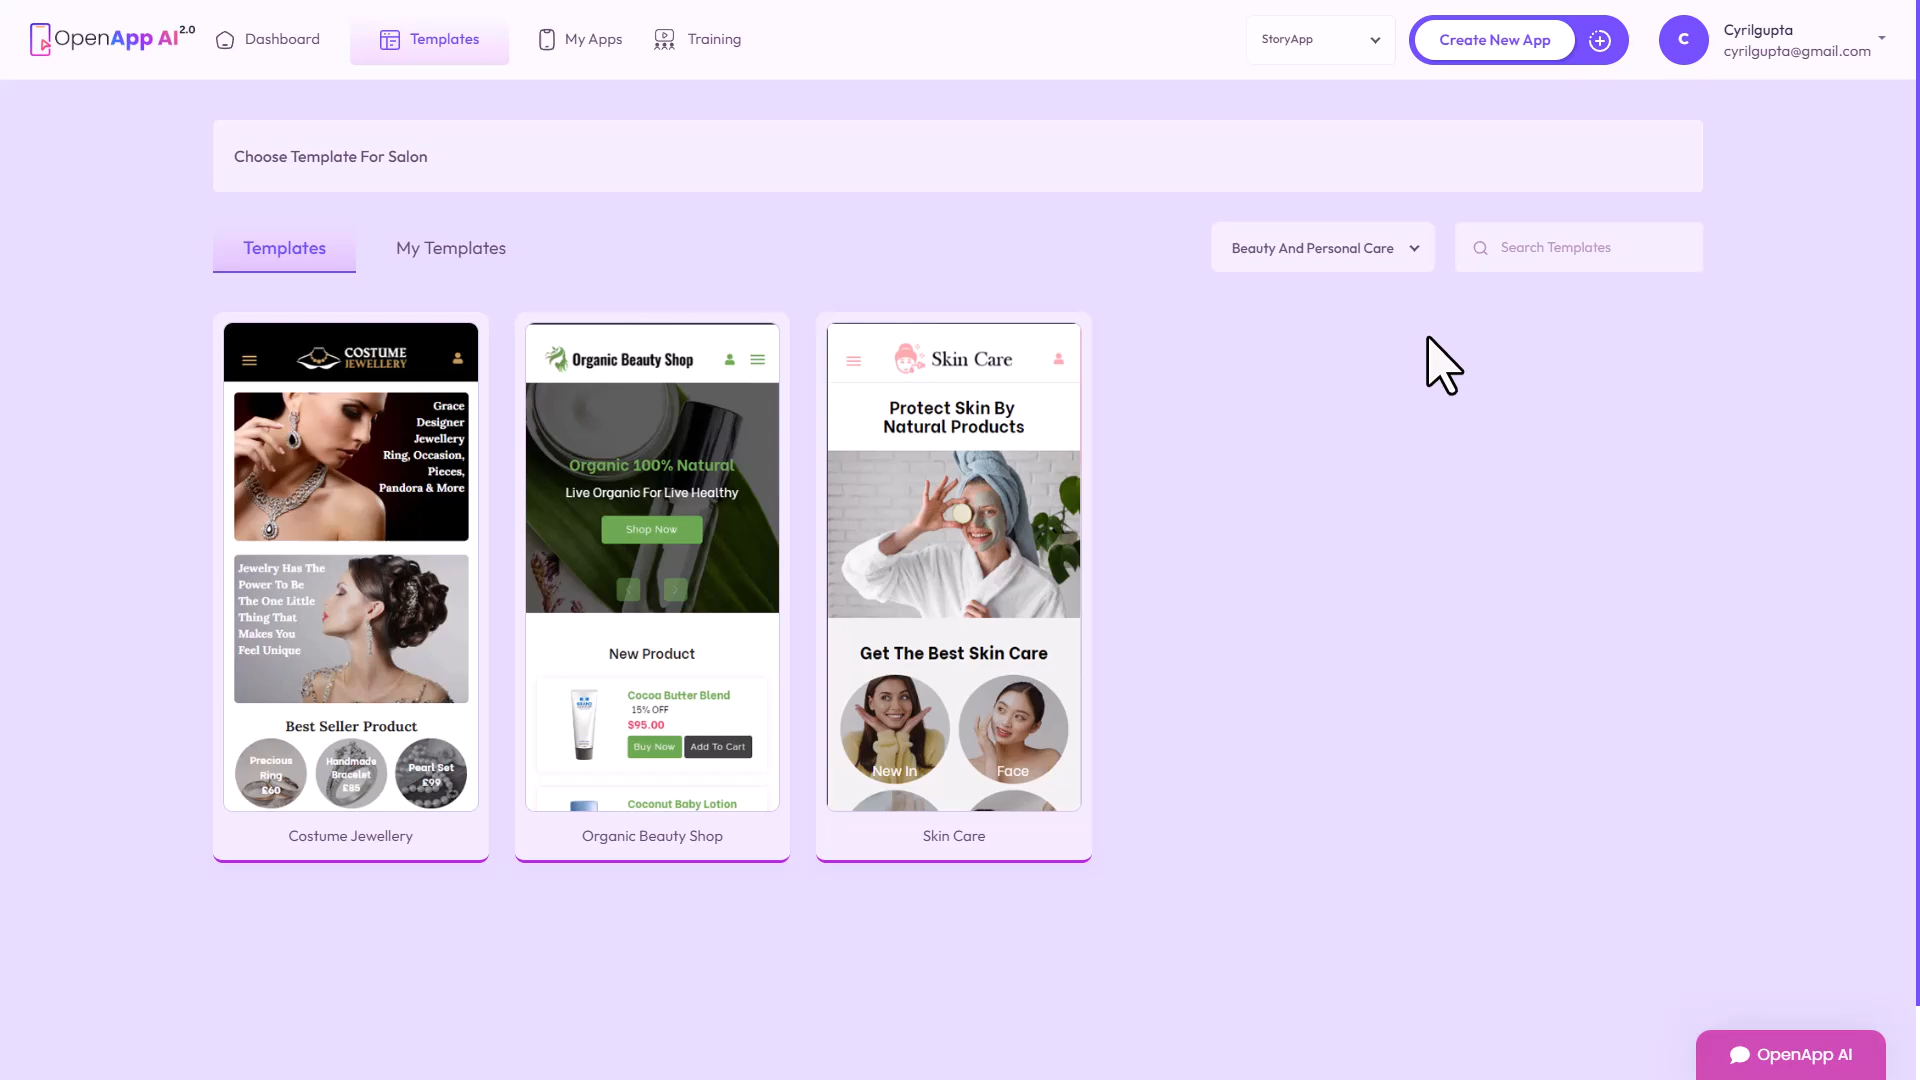 OpenApp AI 2.0
Dashboard
Templates
My Apps
Training
StoryApp
Create New App
C
Cyrilgupta
cyrilgupta@gmail.com
Choose Template For Salon
Templates
My Templates
Beauty And Personal Care
Search Templates
COSTUME
JEWELLERY
Grace
Designer
Jewellery
Ring, Occasion,
Pieces,
Pandora & More
Jewelry Has The
Power To Be
The One Little
Thing That
Makes You
Feel Unique
Best Seller Product
Precious
Ring
£60
Handmade
Bracelet
£85
Pearl Set
£99
Costume Jewellery
Organic Beauty Shop
Organic 100% Natural
Live Organic For Live Healthy
Shop Now
New Product
Cocoa Butter Blend
15% OFF
$95.00
Buy Now
Add To Cart
Coconut Baby Lotion
Organic Beauty Shop
Skin Care
Protect Skin By
Natural Products
Get The Best Skin Care
New In
Face
Skin Care
OpenApp AI